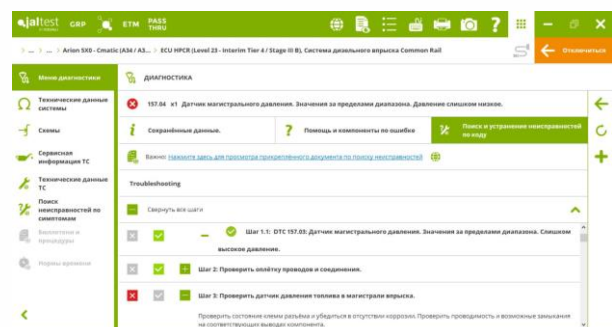 jaltest
GRP
ETM
PASS THRU
?
> ... > ... > Arion 5X0 - Cmatic (A34 / A3... > ECU HPCR (Level 23 - Interim Tier 4 / Stage III B), Система дизельного впрыска Common Rail
Отключиться
Меню диагностики
ДИАГНОСТИКА
Технические данные системы
157.04 x1 Датчик магистрального давления. Значения за пределами диапазона. Давление слишком низкое.
Схемы
Сохранённые данные.
Помощь и компоненты по ошибке
Поиск и устранение неисправностей по коду
Сервисная информация ТС
Важно: Нажмите здесь для просмотра прикрепленного документа по поиску неисправностей
Технические данные ТС
Troubleshooting
Поиск неисправностей по симптомам
Свернуть все шаги
Бюллетени и процедуры
Шаг 1.1: DTC 157.03: Датчик магистрального давления. Значения за пределами диапазона. Слишком
высокое давление.
Нормы времени
Шаг 2: Проверить оплётку проводов и соединения.
Шаг 3: Проверить датчик давления топлива в магистрали впрыска.
Проверить состояние клемм разъёма и убедиться в отсутствии коррозии. Проверить проводимость и возможные замыкания
на соответствующих выводах компонента.